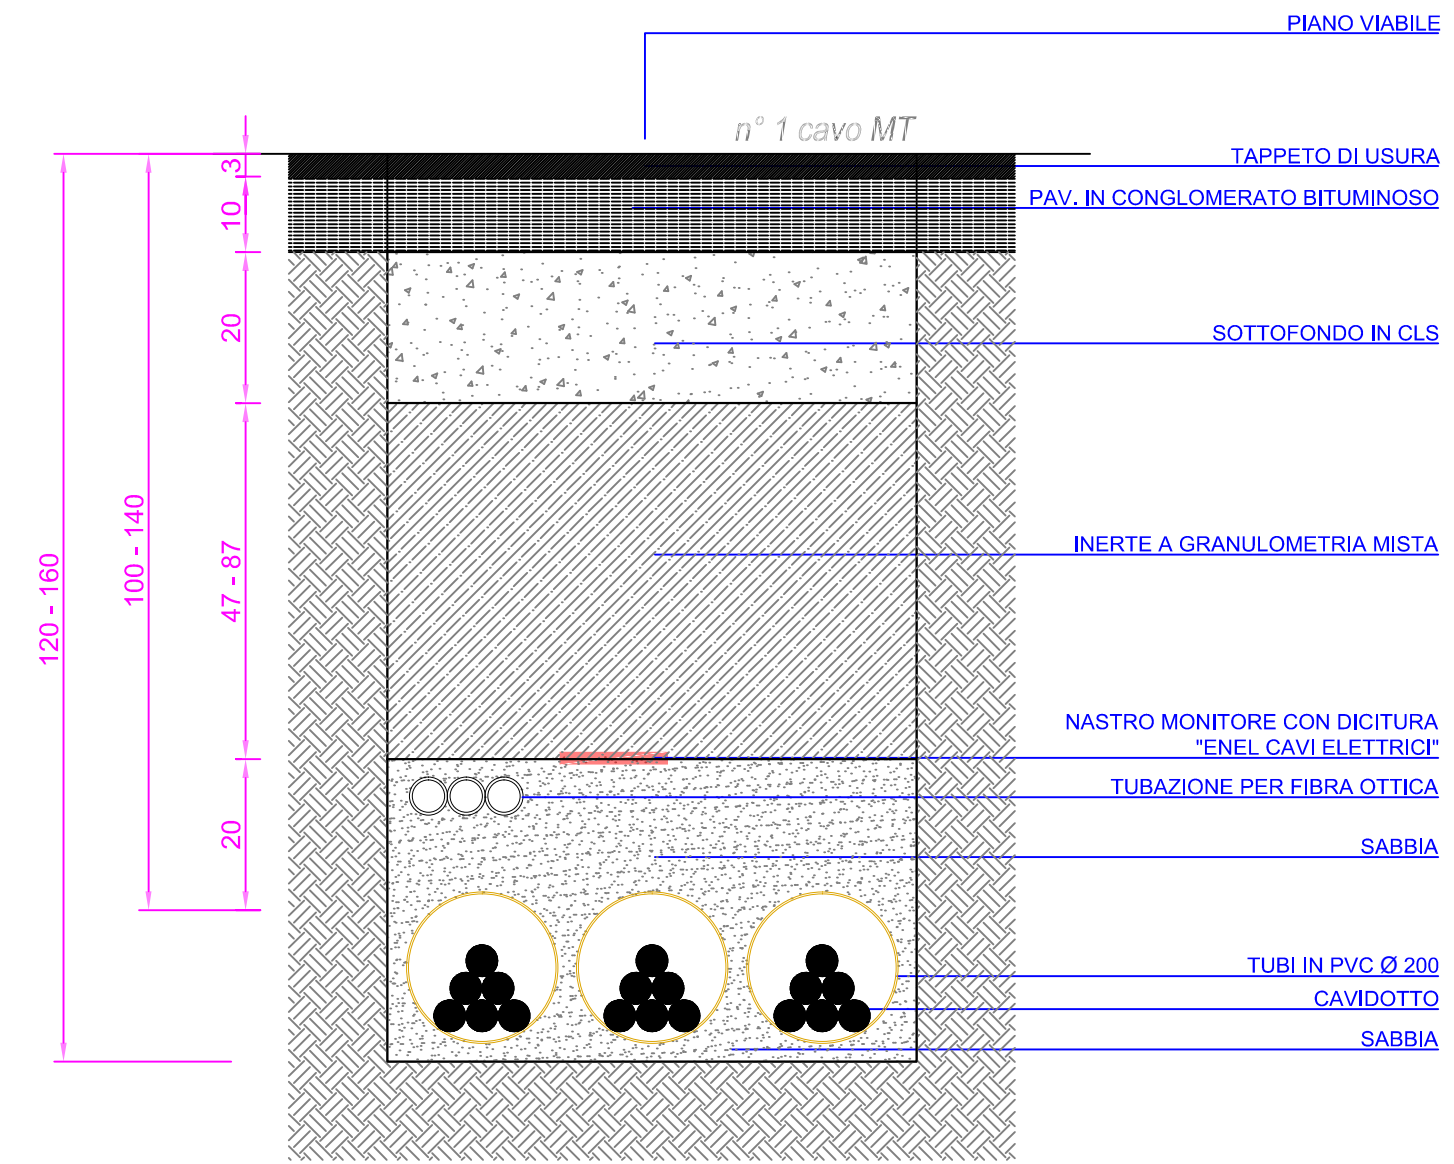 PIANO VIABILE
n° 1 cavo MT
TAPPETO DI USURA
PAV. IN CONGLOMERATO BITUMINOSO
SOTTOFONDO IN CLS
INERTE A GRANULOMETRIA MISTA
NASTRO MONITORE CON DICITURA
"ENEL CAVI ELETTRICI"
TUBAZIONE PER FIBRA OTTICA
SABBIA
TUBI IN PVC Ø 200
CAVIDOTTO
SABBIA
120 - 160
100 - 140
3
10
20
47 - 87
20